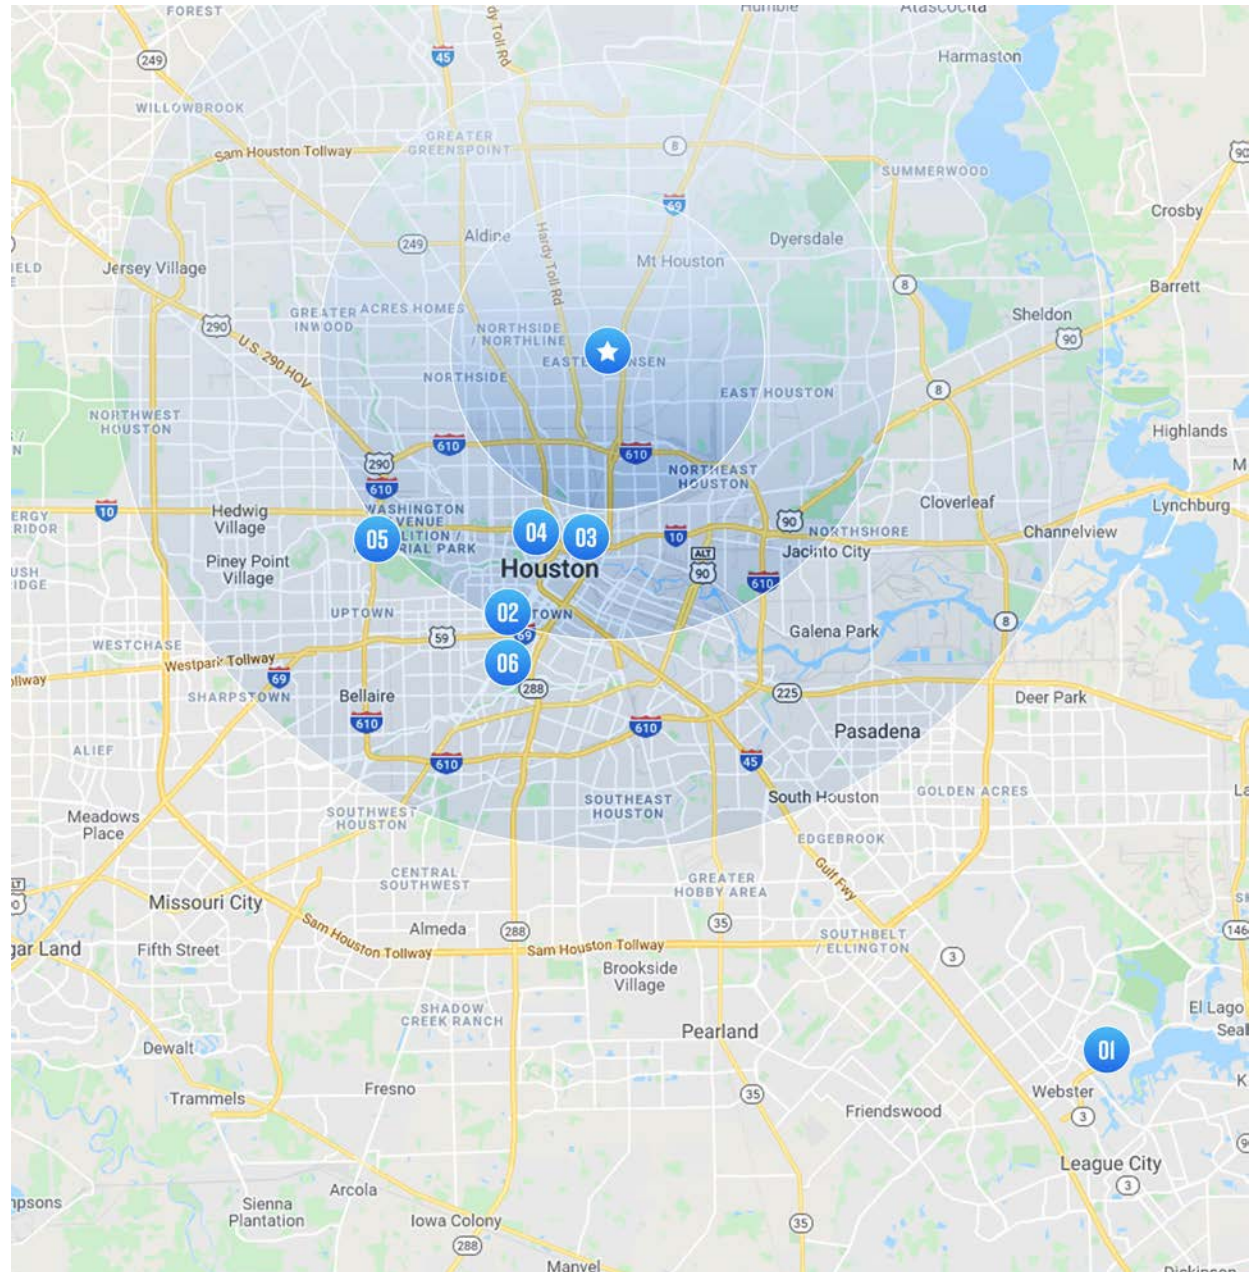 FOREST
Humble
Atascocita
45
Hardy Toll Rd
249
Harmaston
WILLOWBROOK
GREATER
GREENSPOINT
8
Sam Houston Tollway
90
SUMMERWOOD
69
Crosby
249
Aldine
Hardy Toll Rd
Dyersdale
Jersey Village
Mt Houston
8
Barrett
GREATER
INWOOD
ACRES HOMES
Sheldon
290
NORTHSIDE
/ NORTHLINE
90
U.S. 290 HOV
NORTHSIDE
EAST HOUSTON
8
NORTHWEST
HOUSTON
610
610
Highlands
290
NORTHEAST
HOUSTON
610
10
Hedwig
Village
WASHINGTON
Cloverleaf
Lynchburg
90
NORTHSHORE
Channelview
05
04
03
10
ALT
90
Jacinto City
Piney Point
Village
Houston
610
UPTOWN
02
69
59
Galena Park
8
WESTCHASE
Westpark Tollway
06
69
288
SHARPSTOWN
Bellaire
225
Deer Park
610
610
Pasadena
ALIEF
610
45
SOUTHWEST
HOUSTON
SOUTHEAST
HOUSTON
South Houston
GOLDEN ACRES
Meadows
Place
EDGEBROOK
CENTRAL
SOUTHWEST
GREATER
HOBBY AREA
Gulf Fwy
Missouri City
Sam Houston Tollway
Almeda
288
Sam Houston Tollway
35
SOUTHBELT
/ ELLINGTON
146
gar Land
Fifth Street
3
Brookside
Village
SHADOW
CREEK RANCH
Pearland
El Lago
Dewalt
01
Trammels
Fresno
35
Friendswood
Webster
3
League City
3
Sienna
Plantation
Arcola
Iowa Colony
35
288
Manvel